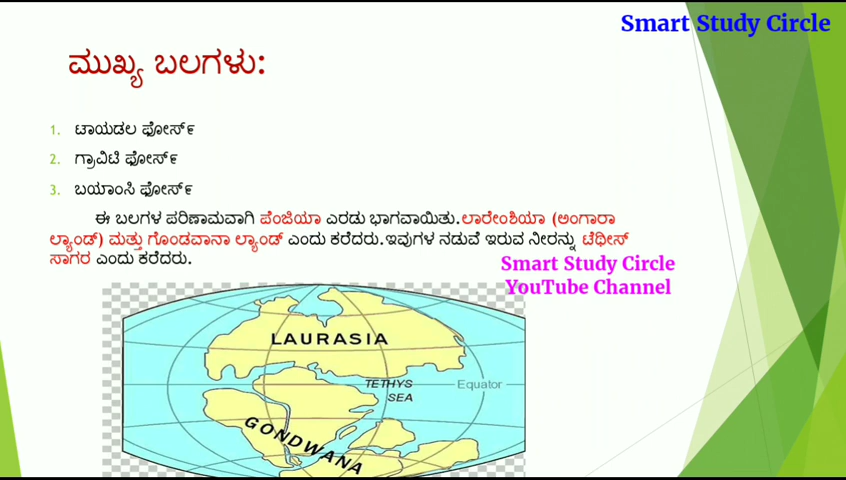 Smart Study Circle
ಮುಖ್ಯ ಬಲಗಳು:
1. ಟಾಯಡಲ ಫೋರ್ಸ್
2. ಗ್ರಾವಿಟಿ ಫೋರ್ಸ್
3. ಬಯಾಂಸಿ ಫೋರ್ಸ್
ಈ ಬಲಗಳ ಪರಿಣಾಮವಾಗಿ ಪೆಂಜಿಯಾ ಎರಡು ಭಾಗವಾಯಿತು.ಲಾರೇಂಶಿಯಾ (ಅಂಗಾರಾ
ಲ್ಯಾಂಡ್) ಮತ್ತು ಗೊಂಡವಾನಾ ಲ್ಯಾಂಡ್ ಎಂದು ಕರೆದರು.ಇವುಗಳ ನಡುವೆ ಇರುವ ನೀರನ್ನು ಟೆಥೀಸ್
ಸಾಗರ ಎಂದು ಕರೆದರು.
Smart Study Circle
YouTube Channel
LAURASIA
TETHYS
SEA
Equator
GONDWANA